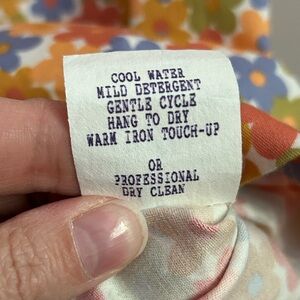 COOL WATER
MILD DETERGENT
GENTLE CYCLE
HANG TO DRY
WARM IRON TOUCH-UP
OR
PROFESSIONAL
DRY CLEAN